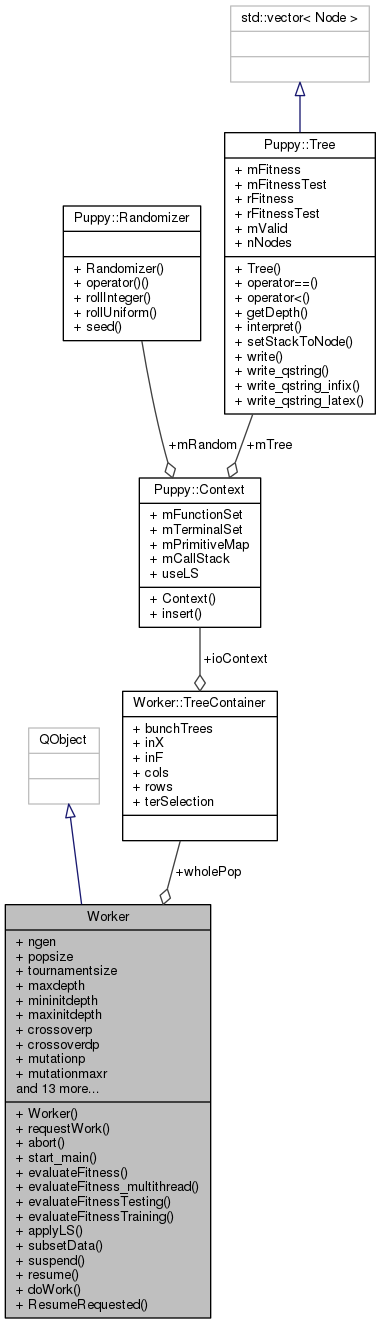 std::vector< Node >
Puppy::Tree
+ mFitness
+ mFitnessTest
+ rFitness
+ rFitnessTest
+ mValid
+ nNodes
+ Tree()
+ operator==()
+ operator<()
+ getDepth()
+ interpret()
+ setStackToNode()
+ write()
+ write_qstring()
+ write_qstring_infix()
+ write_qstring_latex()
Puppy::Randomizer
+ Randomizer()
+ operator()()
+ rollInteger()
+ rollUniform()
+ seed()
+mRandom
+mTree
Puppy::Context
+ mFunctionSet
+ mTerminalSet
+ mPrimitiveMap
+ mCallStack
+ useLS
+ Context()
+ insert()
+ioContext
Worker::TreeContainer
+ bunchTrees
+ inX
+ inF
+ cols
+ rows
+ terSelection
QObject
+wholePop
Worker
+ ngen
+ popsize
+ tournamentsize
+ maxdepth
+ mininitdepth
+ maxinitdepth
+ crossoverp
+ crossoverdp
+ mutationp
+ mutationmaxr
and 13 more...
+ Worker()
+ requestWork()
+ abort()
+ start_main()
+ evaluateFitness()
+ evaluateFitness_multithread()
+ evaluateFitnessTesting()
+ evaluateFitnessTraining()
+ applyLS()
+ subsetData()
+ suspend()
+ resume()
+ doWork()
+ ResumeRequested()